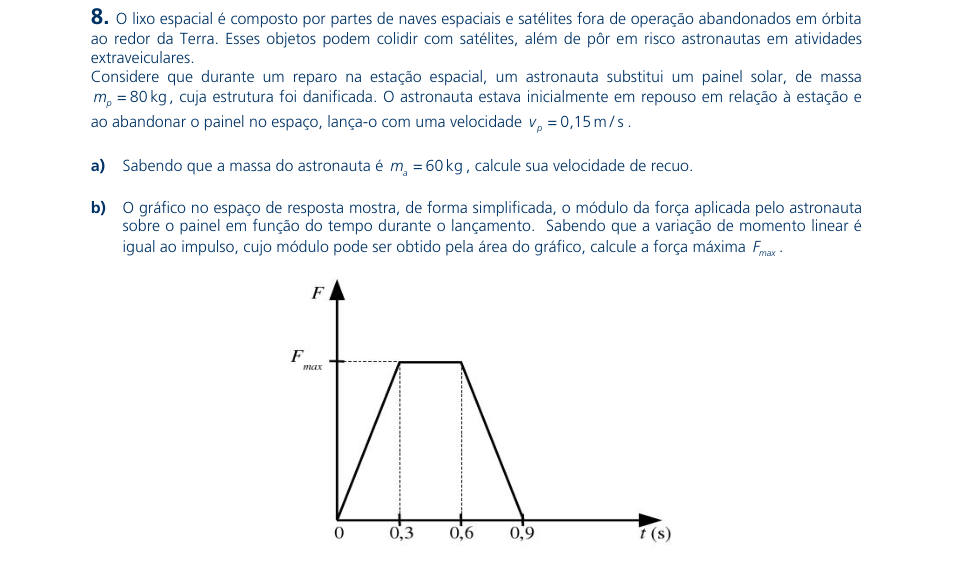 8. O lixo espacial é composto por partes de naves espaciais e satélites fora de operação abandonados em órbita
ao redor da Terra. Esses objetos podem colidir com satélites, além de pôr em risco astronautas em atividades
extraveiculares.
Considere que durante um reparo na estação espacial, um astronauta substitui um painel solar, de massa
mₚ = 80 kg, cuja estrutura foi danificada. O astronauta estava inicialmente em repouso em relação à estação e
ao abandonar o painel no espaço, lança-o com uma velocidade vₚ = 0,15 m / s .
a) Sabendo que a massa do astronauta é mₐ = 60 kg, calcule sua velocidade de recuo.
b) O gráfico no espaço de resposta mostra, de forma simplificada, o módulo da força aplicada pelo astronauta
sobre o painel em função do tempo durante o lançamento. Sabendo que a variação de momento linear é
igual ao impulso, cujo módulo pode ser obtido pela área do gráfico, calcule a força máxima Fmax .
F
Fmax
0 0,3 0,6 0,9 t (s)